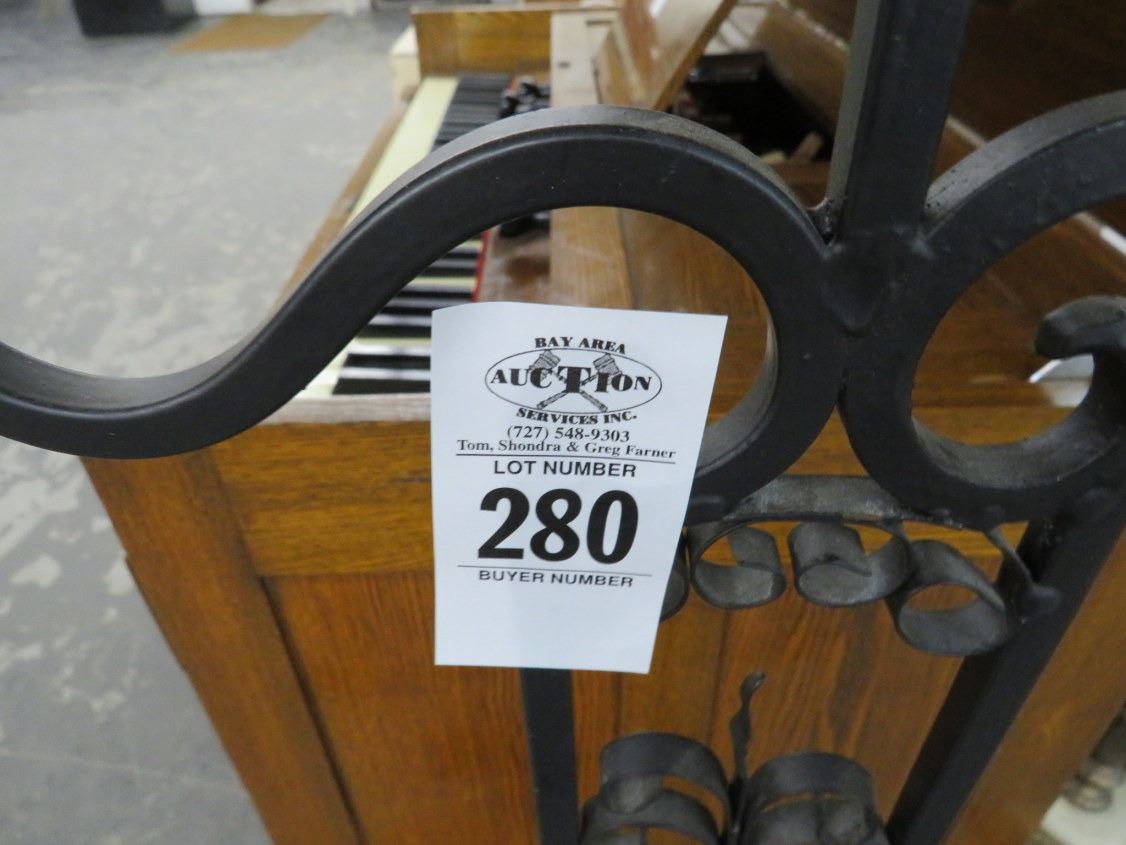 BAY AREA
AUCTION
SERVICES INC.
(727) 548-9303
Tom, Shondra & Greg Farner
LOT NUMBER
280
BUYER NUMBER